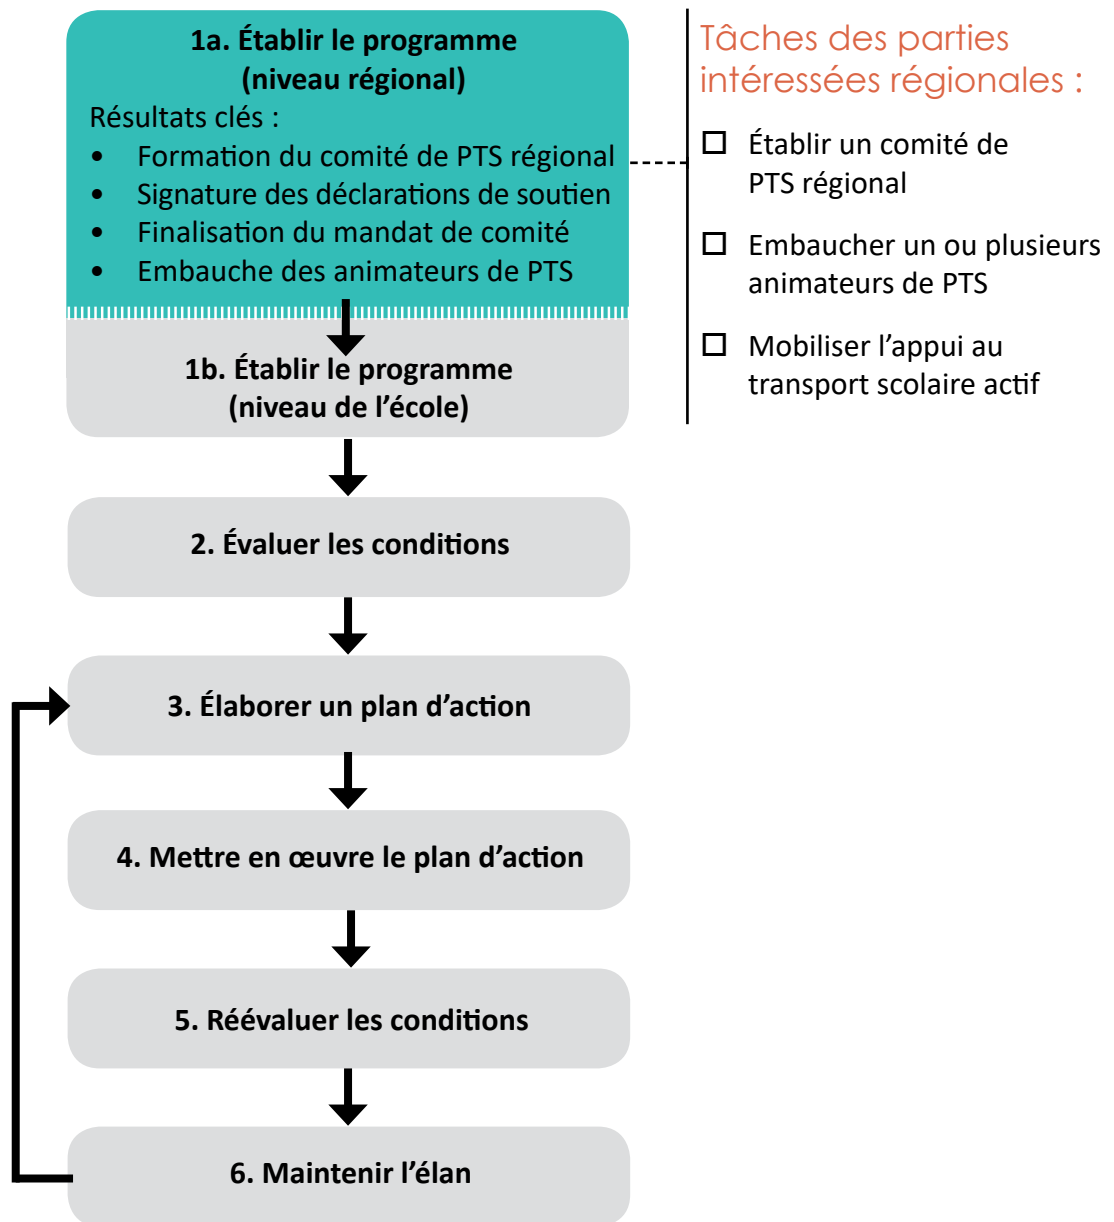 1a. Établir le programme
(niveau régional)
Résultats clés :
• Formation du comité de PTS régional
• Signature des déclarations de soutien
• Finalisation du mandat de comité
• Embauche des animateurs de PTS
Tâches des parties
intéressées régionales :
☐ Établir un comité de
PTS régional
☐ Embaucher un ou plusieurs
animateurs de PTS
☐ Mobiliser l’appui au
transport scolaire actif
1b. Établir le programme
(niveau de l’école)
2. Évaluer les conditions
3. Élaborer un plan d’action
4. Mettre en œuvre le plan d’action
5. Réévaluer les conditions
6. Maintenir l’élan